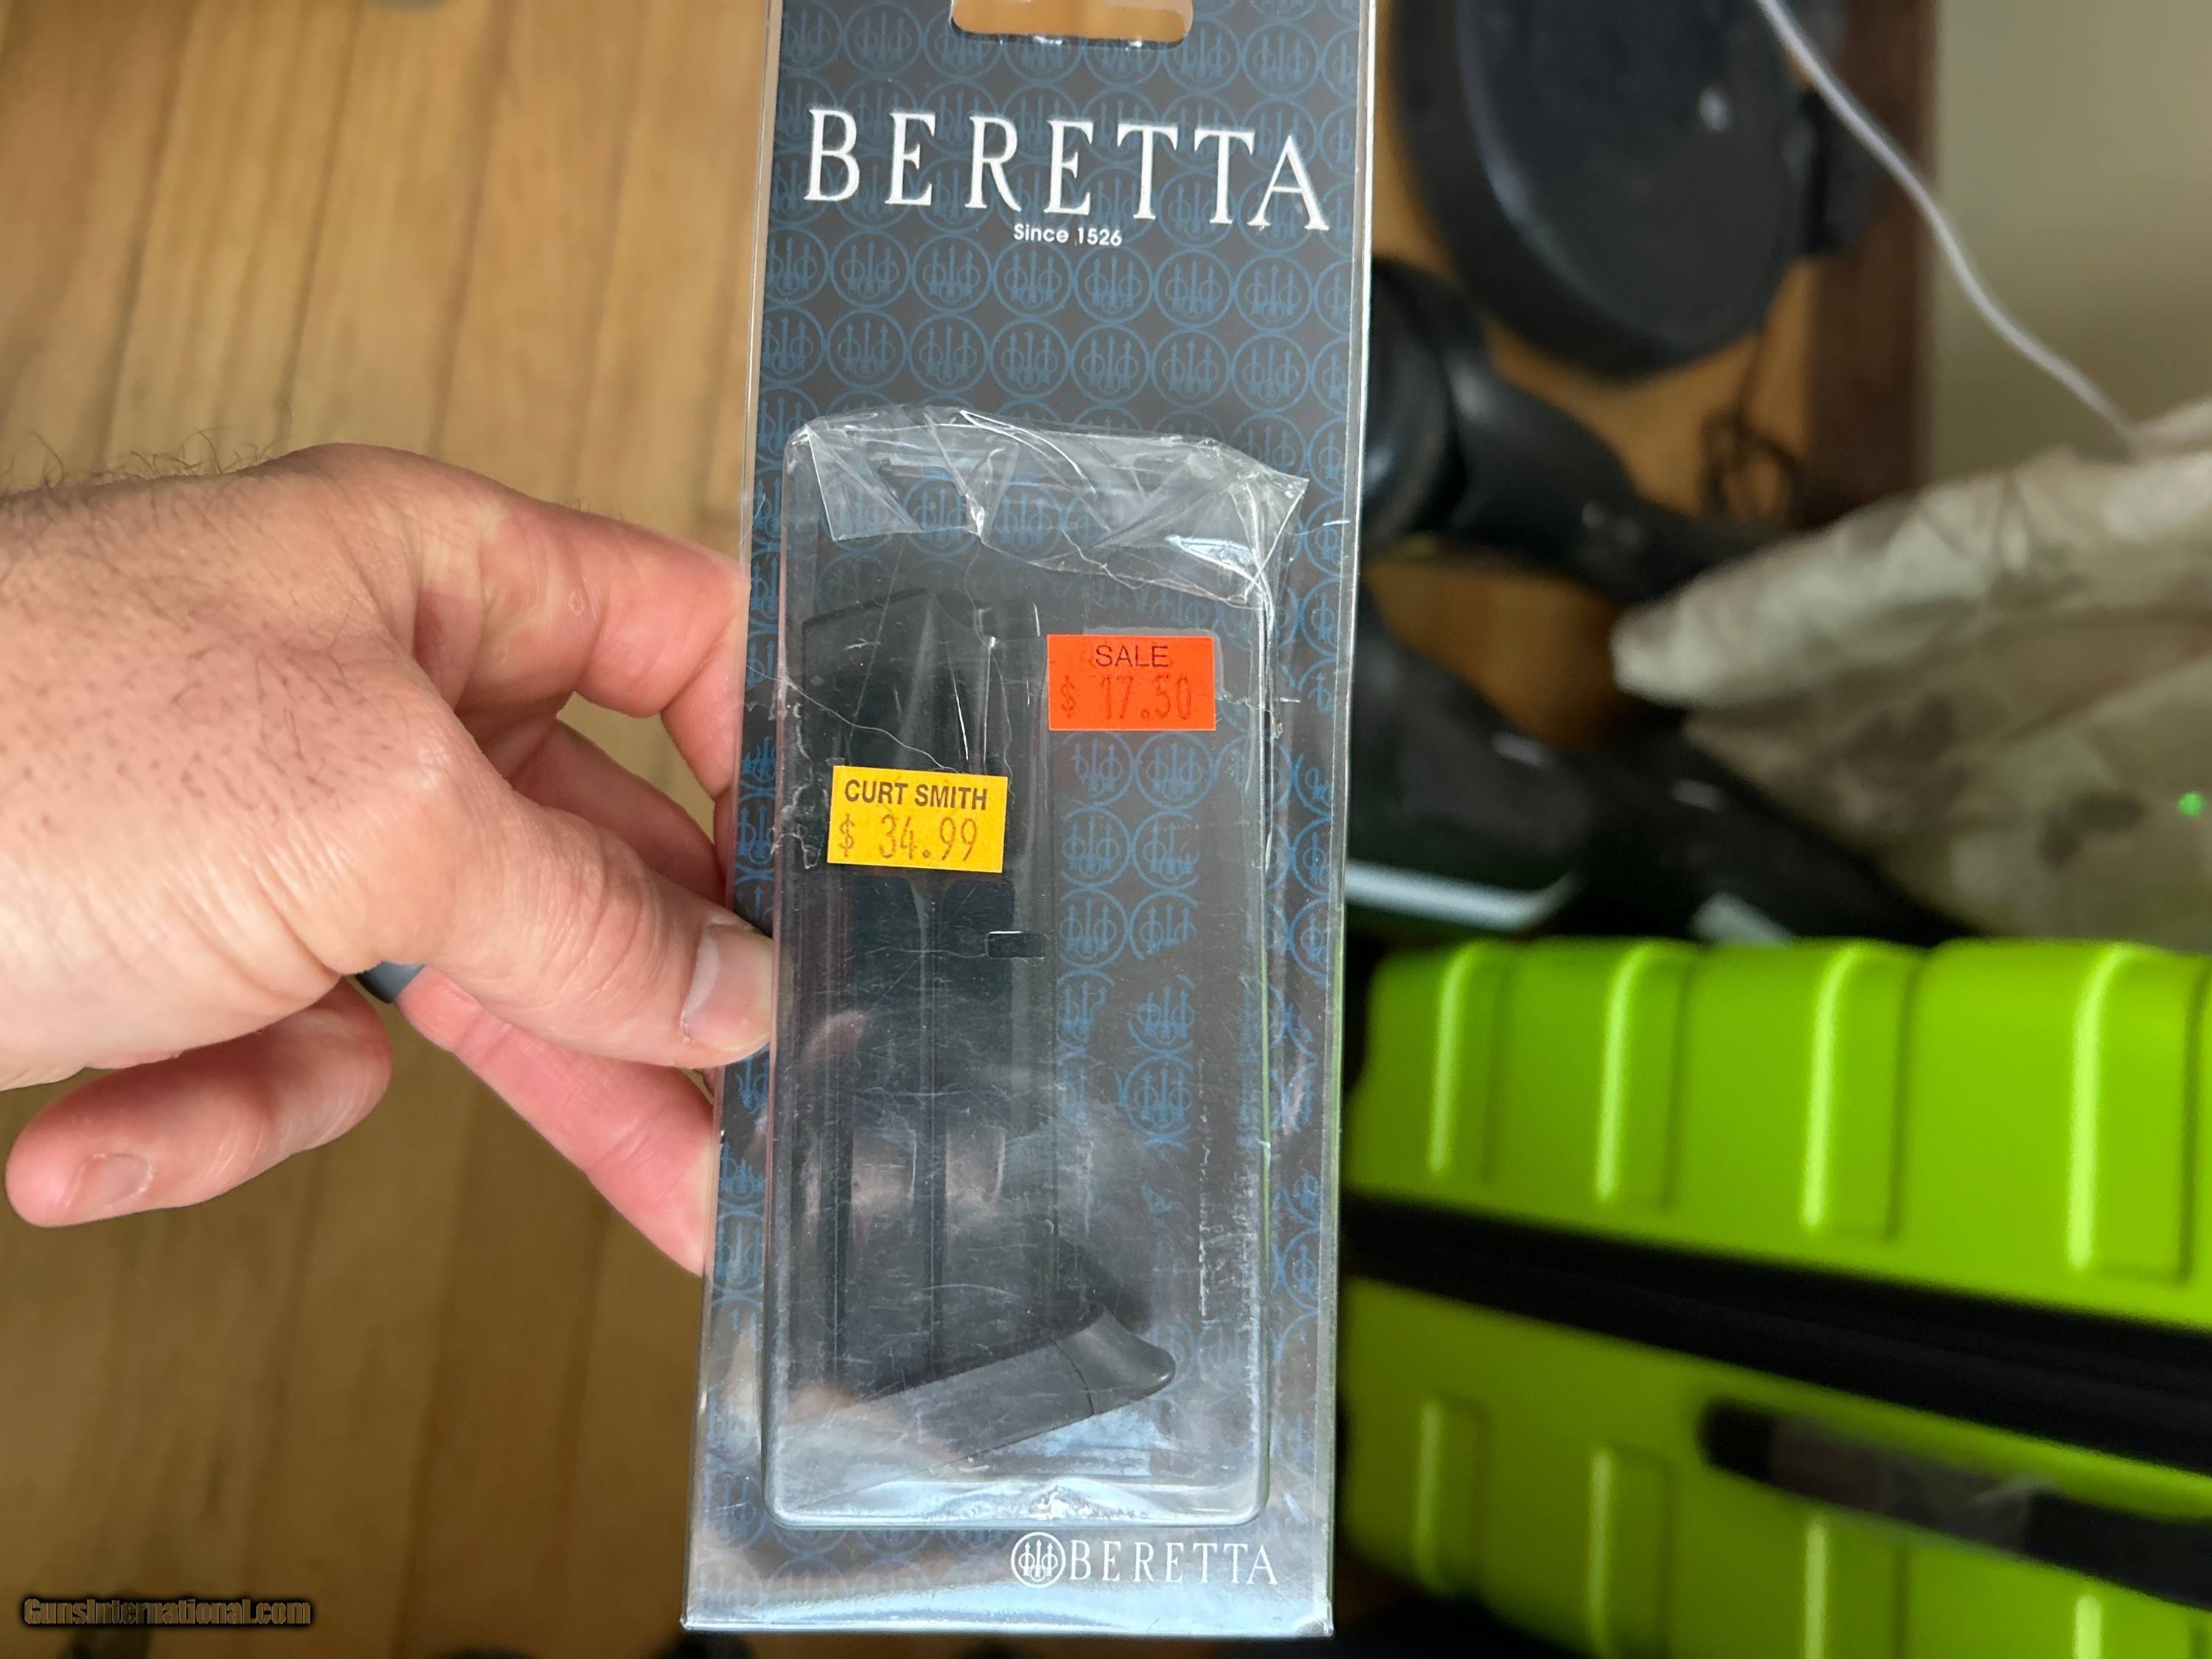 BERETTA
Since 1526
SALE
$ 17.50
CURT SMITH
$ 34.99
BERETTA
GunsInternational.com